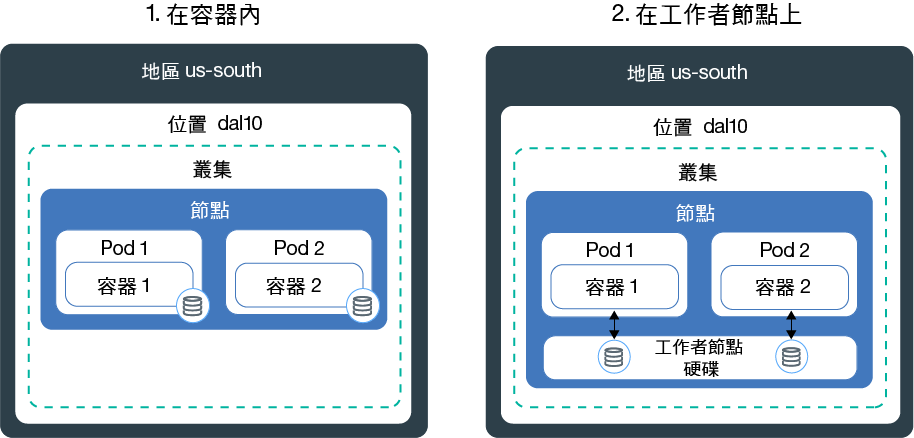 1. 在容器內
地區 us-south
位置 dal10
叢集
節點
Pod 1
容器 1
Pod 2
容器 2
2. 在工作者節點上
地區 us-south
位置 dal10
叢集
節點
Pod 1
容器 1
Pod 2
容器 2
工作者節點
硬碟